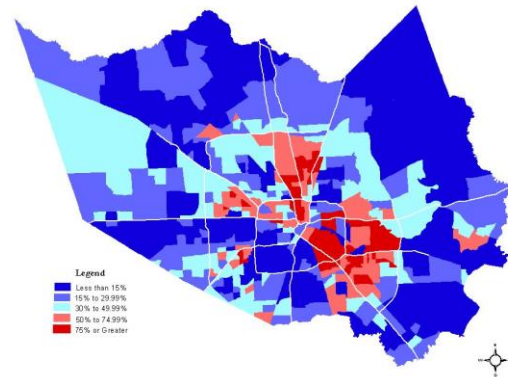 Legend
Less than 15%
15% to 29.99%
30% to 49.99%
50% to 74.99%
75% or Greater